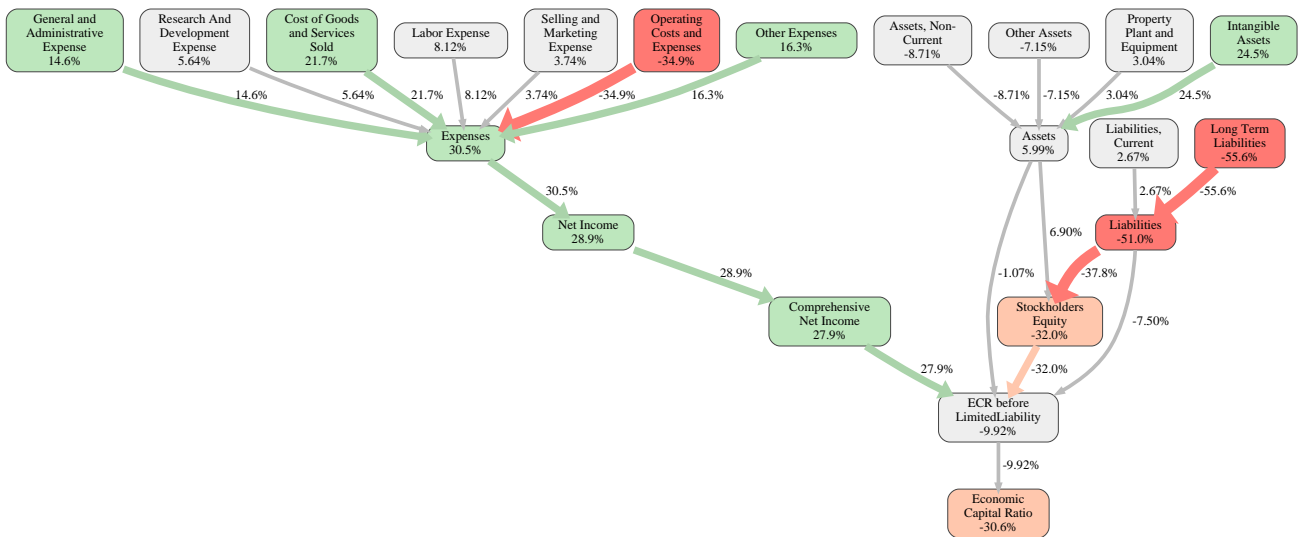 General and
Administrative
Expense
14.6%
Research And
Development
Expense
5.64%
Cost of Goods
and Services
Sold
21.7%
Labor Expense
8.12%
Selling and
Marketing
Expense
3.74%
Operating
Costs and
Expenses
-34.9%
Other Expenses
16.3%
Assets, Non-
Current
-8.71%
Other Assets
-7.15%
Property
Plant and
Equipment
3.04%
Intangible
Assets
24.5%
14.6%
5.64%
21.7%
8.12%
3.74%
-34.9%
16.3%
-8.71%
-7.15%
3.04%
24.5%
Expenses
30.5%
Assets
5.99%
Liabilities,
Current
2.67%
Long Term
Liabilities
-55.6%
30.5%
2.67%
-55.6%
Net Income
28.9%
6.90%
Liabilities
-51.0%
28.9%
-1.07%
-37.8%
Comprehensive
Net Income
27.9%
Stockholders
Equity
-32.0%
-7.50%
27.9%
-32.0%
ECR before
LimitedLiability
-9.92%
-9.92%
Economic
Capital Ratio
-30.6%